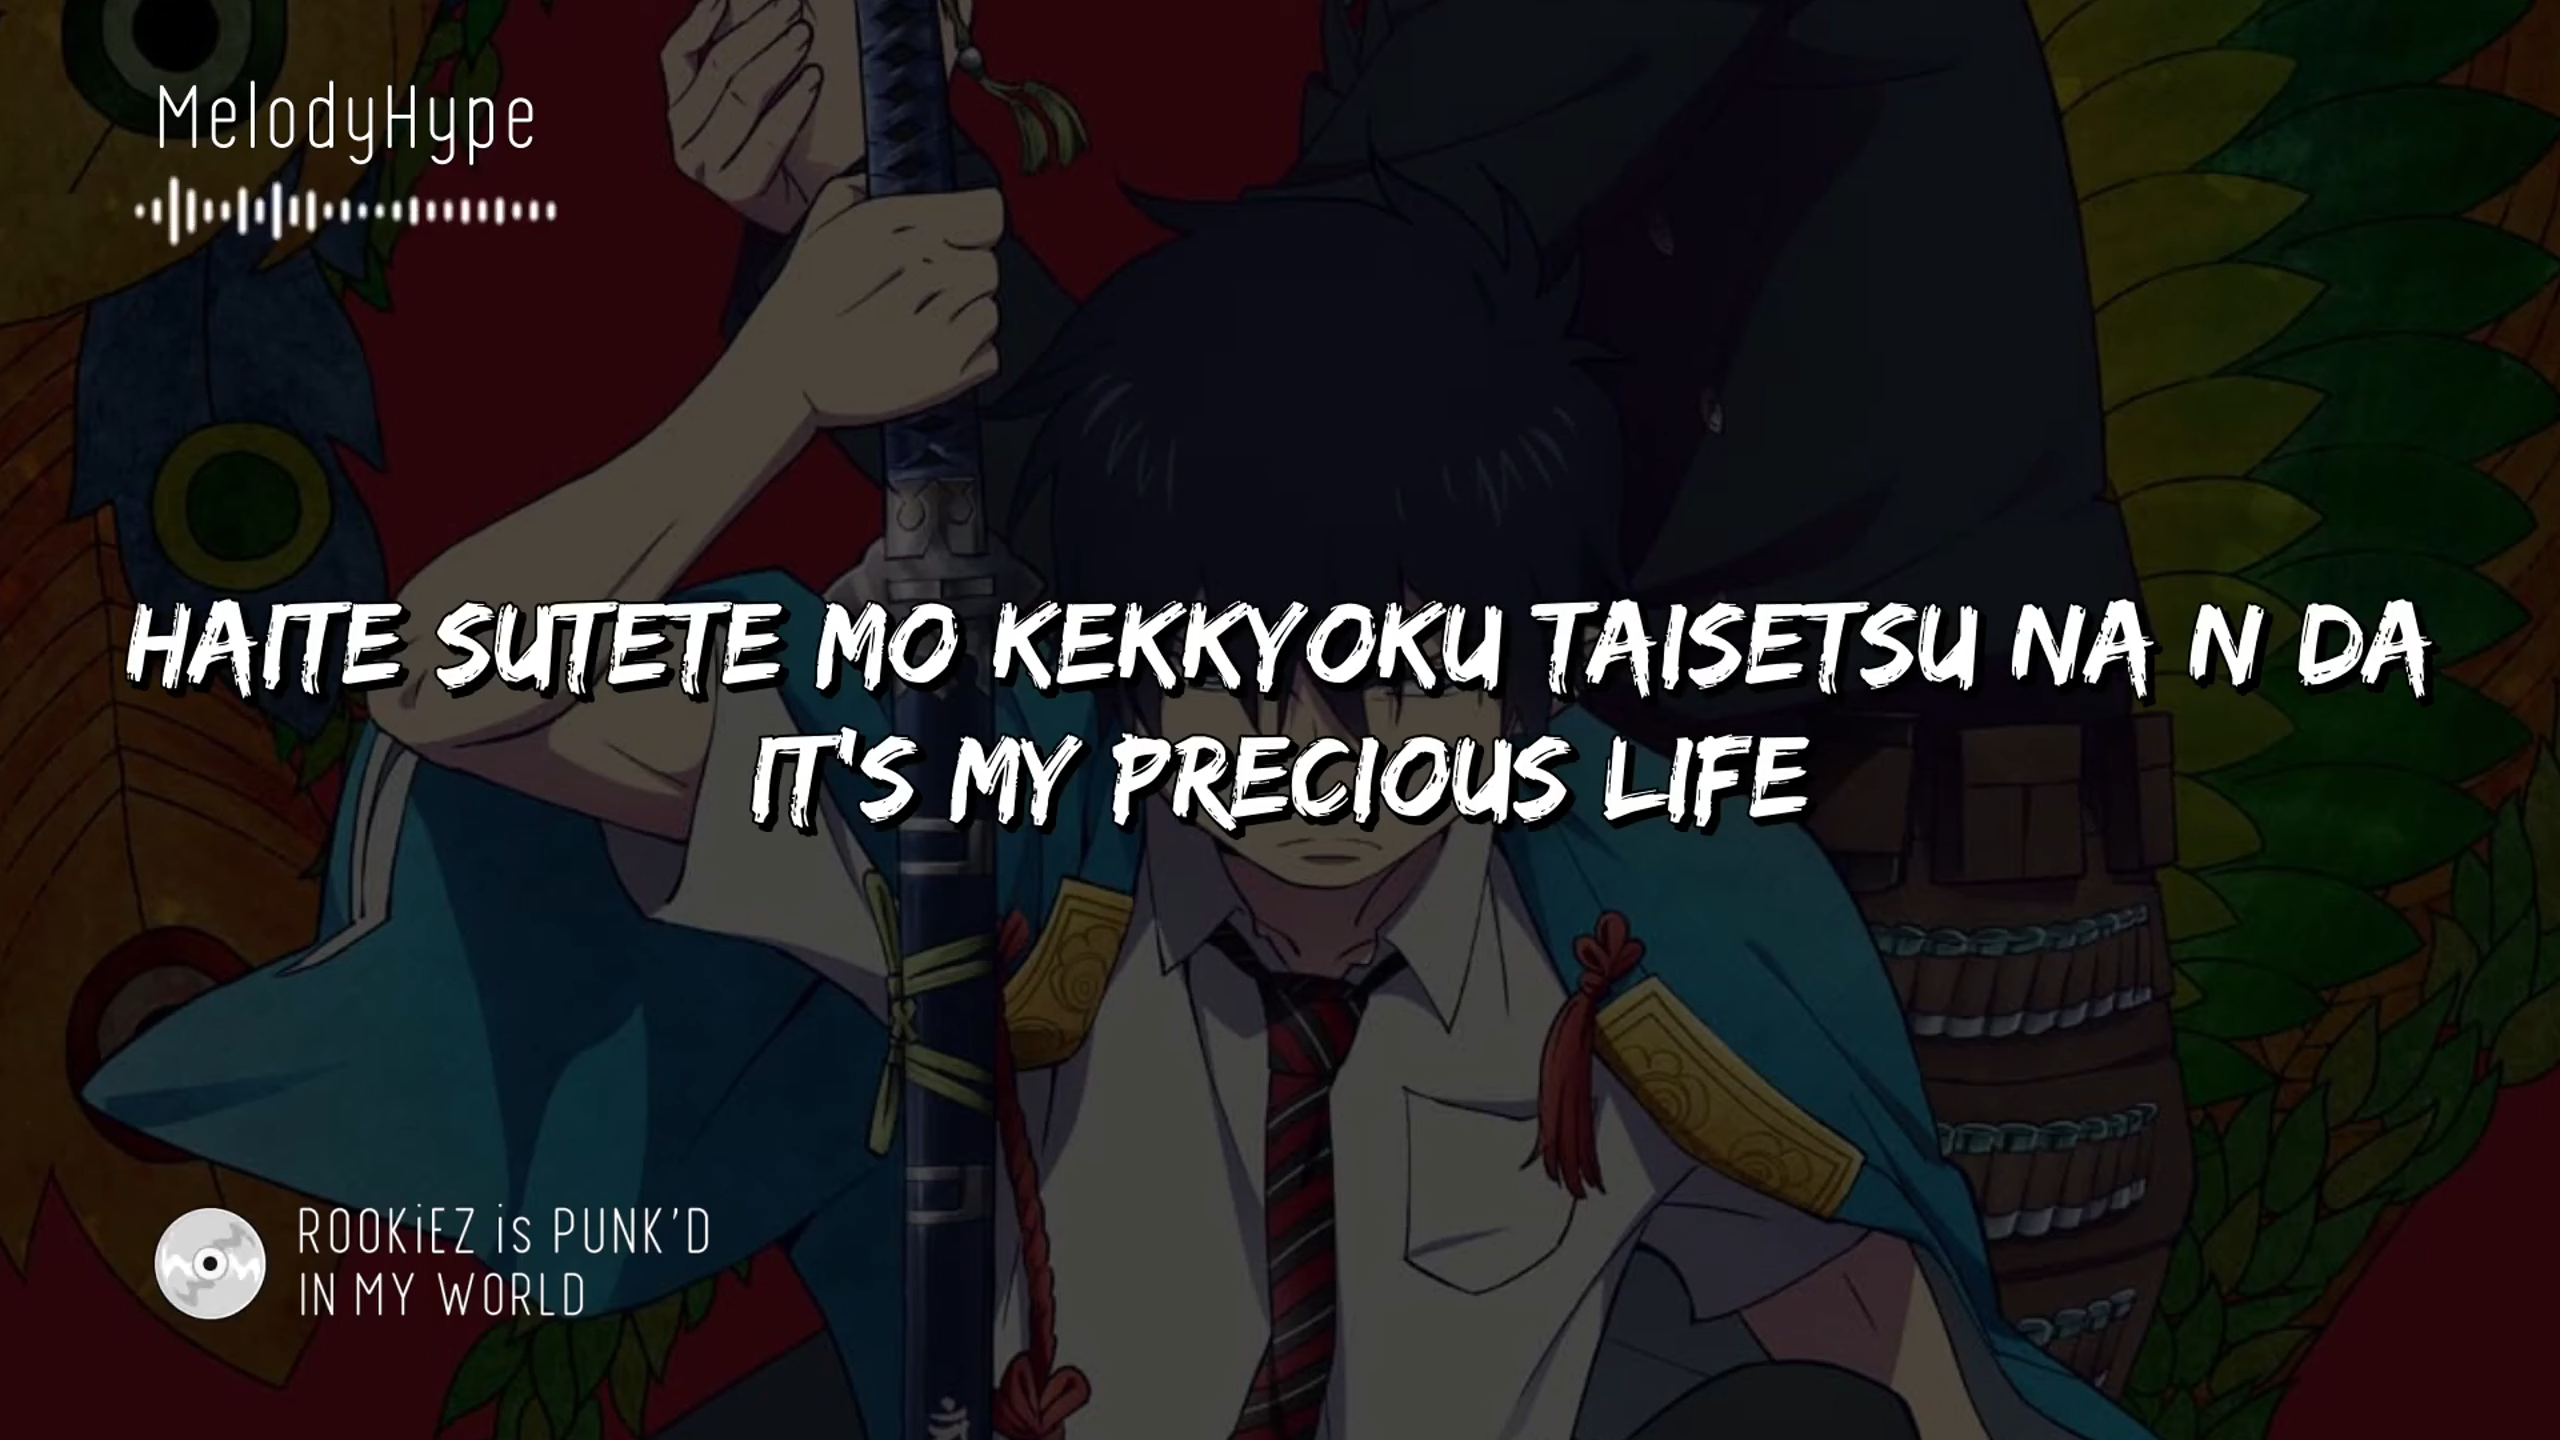 MelodyHype
HAITE SUTETE MO KEKKYOKU TAISETSU NA N DA
IT'S MY PRECIOUS LIFE
ROOKiEZ is PUNK'D
IN MY WORLD